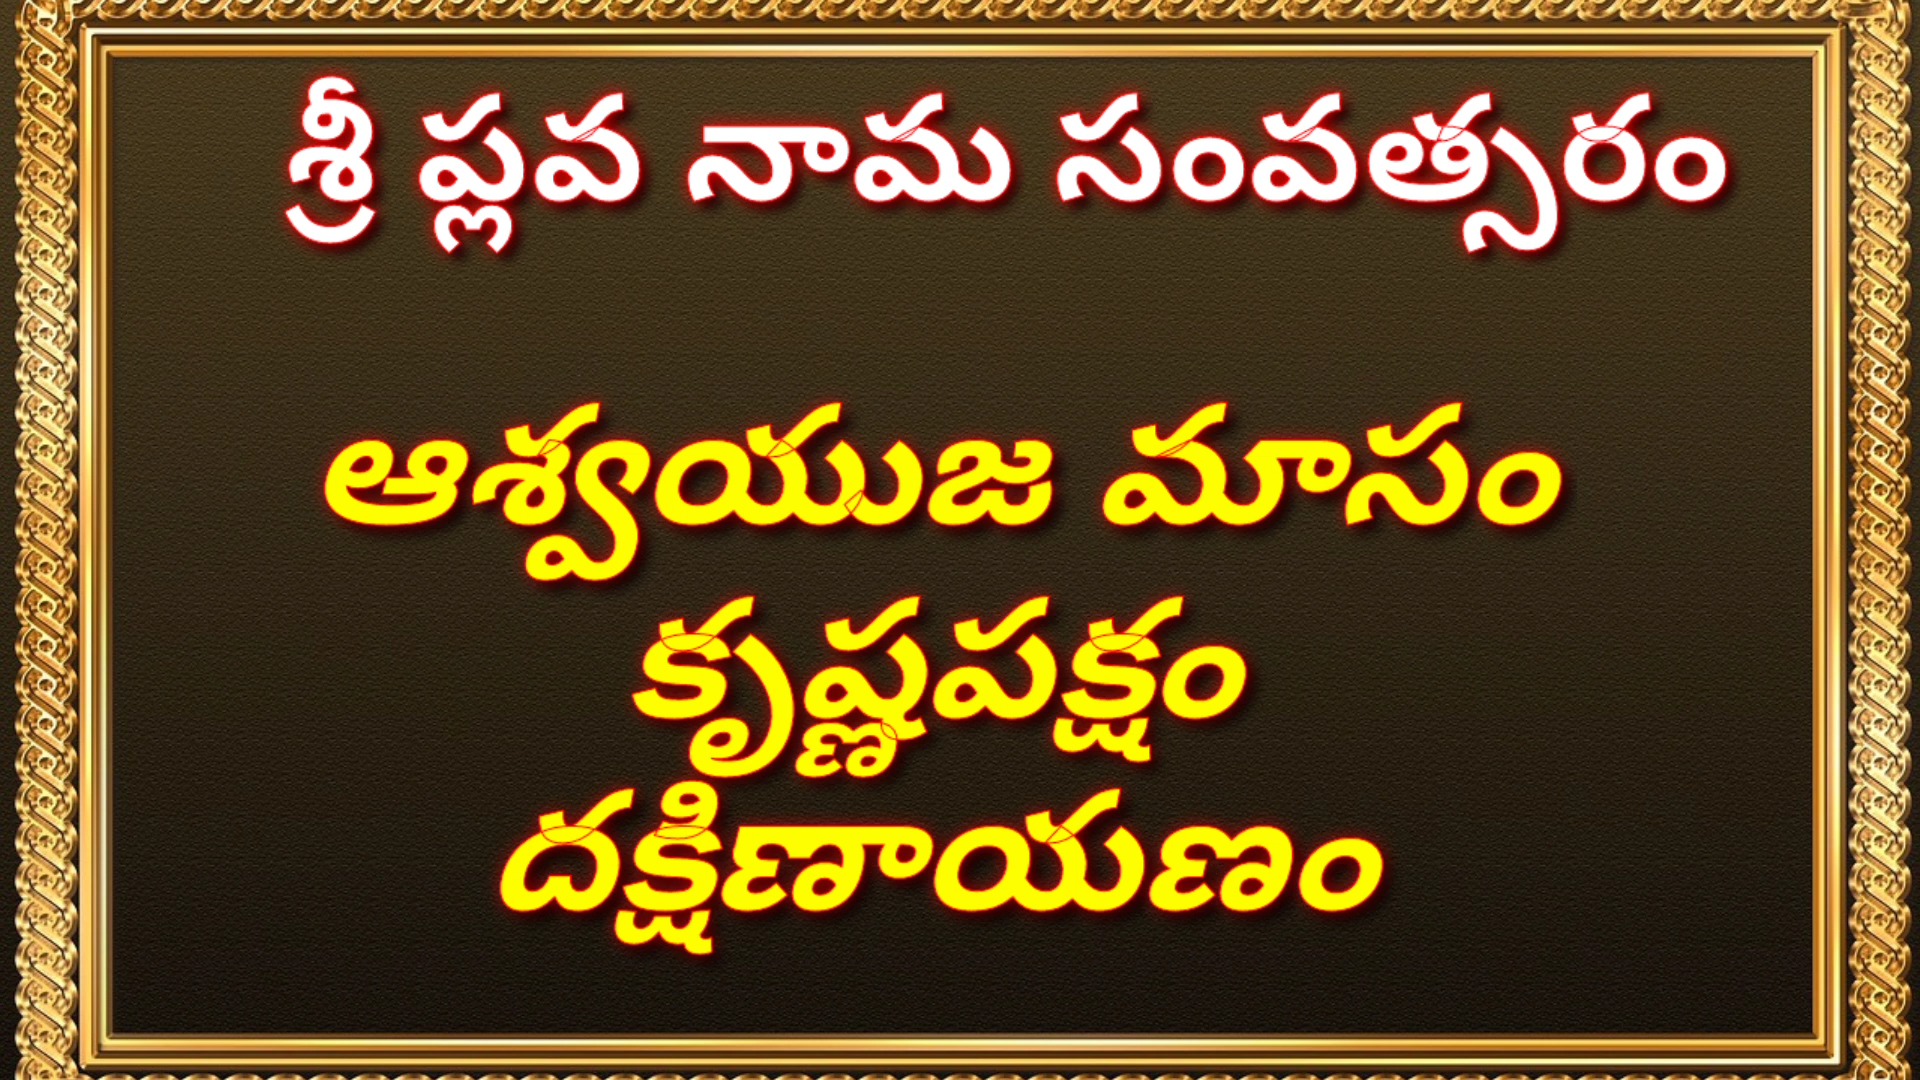 శ్రీ ప్లవ నామ సంవత్సరం
ఆశ్వయుజ మాసం
కృష్ణపక్షం
దక్షిణాయణం